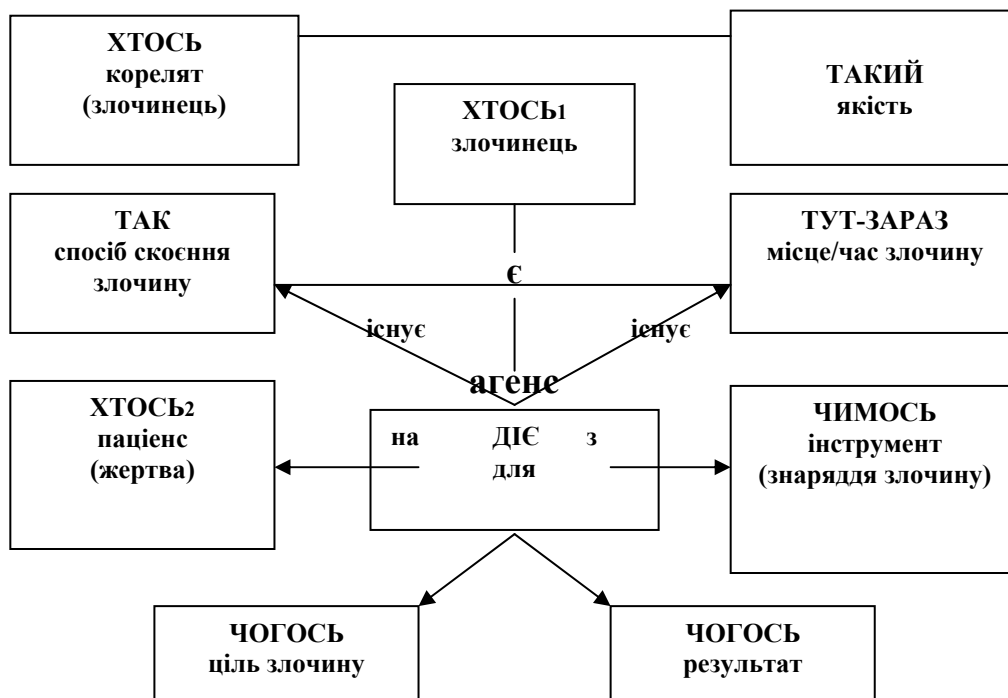 ХТОСЬ
корелят
(злочинець)
ТАКИЙ
якість
ХТОСЬ1
злочинець
ТАК
спосіб скоєння
злочину
ТУТ-ЗАРАЗ
місце/час злочину
є
існує
існує
агенс
ХТОСЬ2
паціенс
(жертва)
на ДІЄ з
для
ЧИМОСЬ
інструмент
(знаряддя злочину)
ЧОГОСЬ
ціль злочину
ЧОГОСЬ
результат